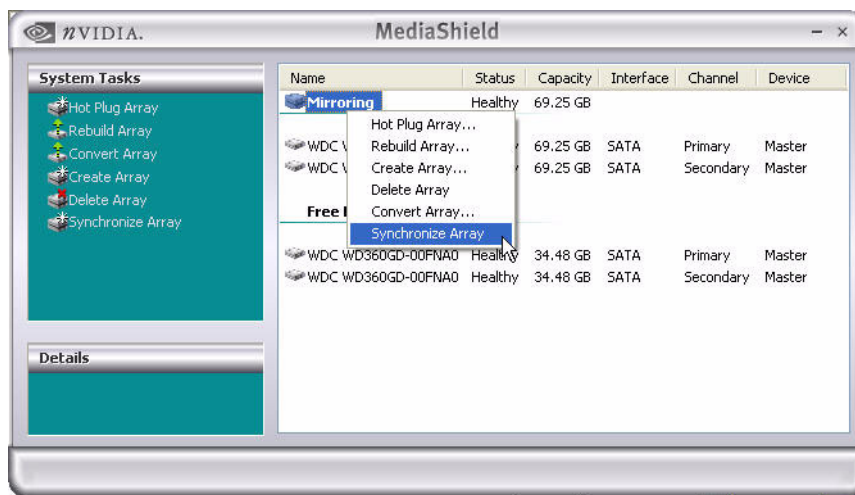 nVIDIA. MediaShield
System Tasks
Hot Plug Array
Rebuild Array
Convert Array
Create Array
Delete Array
Synchronize Array
Details
Name Status Capacity Interface Channel Device
Mirroring Healthy 69.25 GB
WDC 69.25 GB SATA Primary Master
WDC 69.25 GB SATA Secondary Master
Free
WDC WD360GD-00FNA0 Healthy 34.48 GB SATA Primary Master
WDC WD360GD-00FNA0 Healthy 34.48 GB SATA Secondary Master
Hot Plug Array...
Rebuild Array...
Create Array...
Delete Array
Convert Array...
Synchronize Array